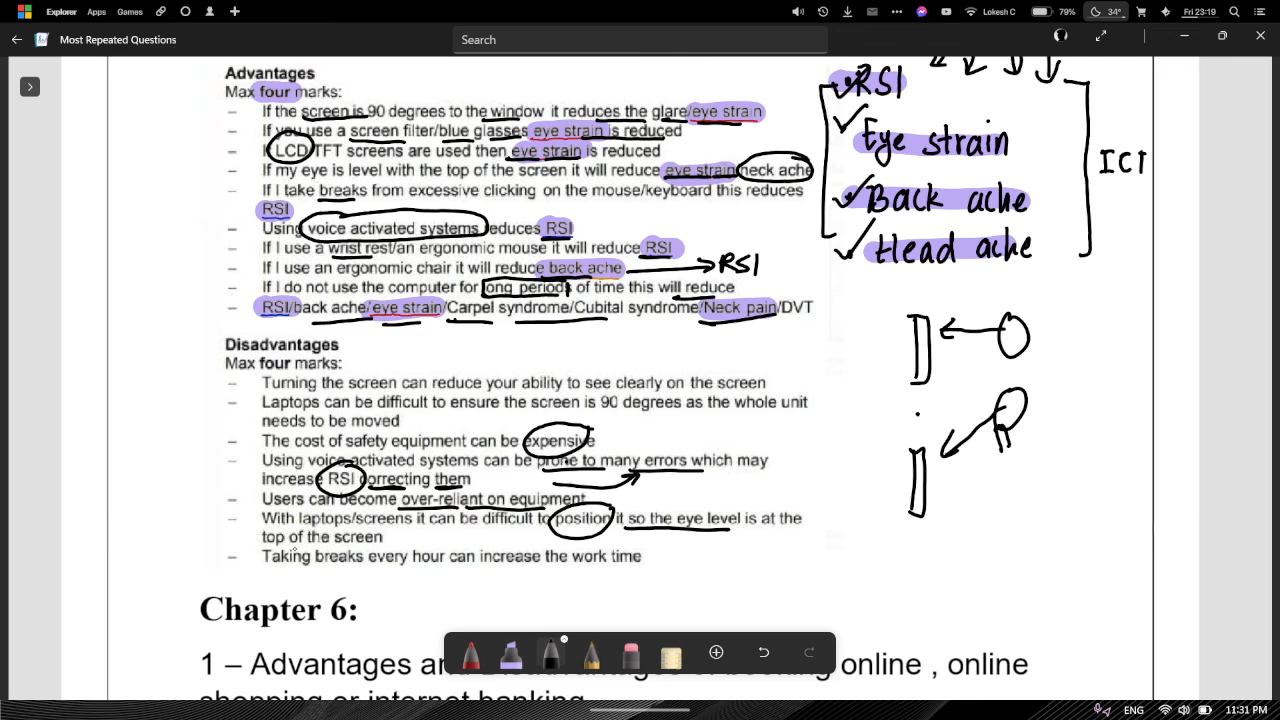 Explorer Apps Games Lokesh C 79% 34° Fri 23:19
Most Repeated Questions
Search
Advantages
Max four marks:
– If the screen is 90 degrees to the window it reduces the glare/eye strain
– If you use a screen filter/blue glasses eye strain is reduced
– If LCD/TFT screens are used then eye strain is reduced
– If my eye is level with the top of the screen it will reduce eye strain/neck ache
– If I take breaks from excessive clicking on the mouse/keyboard this reduces
RSI
– Using voice activated systems reduces RSI
– If I use a wrist rest/an ergonomic mouse it will reduce RSI
– If I use an ergonomic chair it will reduce back ache
RSI
– If I do not use the computer for long periods of time this will reduce
– RSI/back ache/eye strain/Carpel syndrome/Cubital syndrome/Neck pain/DVT
RSI
Eye strain
Back ache
Head ache
ICT
Disadvantages
Max four marks:
– Turning the screen can reduce your ability to see clearly on the screen
– Laptops can be difficult to ensure the screen is 90 degrees as the whole unit
needs to be moved
– The cost of safety equipment can be expensive
– Using voice activated systems can be prone to many errors which may
increase RSI correcting them
– Users can become over-reliant on equipment
– With laptops/screens it can be difficult to position it so the eye level is at the
top of the screen
– Taking breaks every hour can increase the work time
Chapter 6:
1 – Advantages an online , online
shopping or internet banking
ENG 11:31 PM